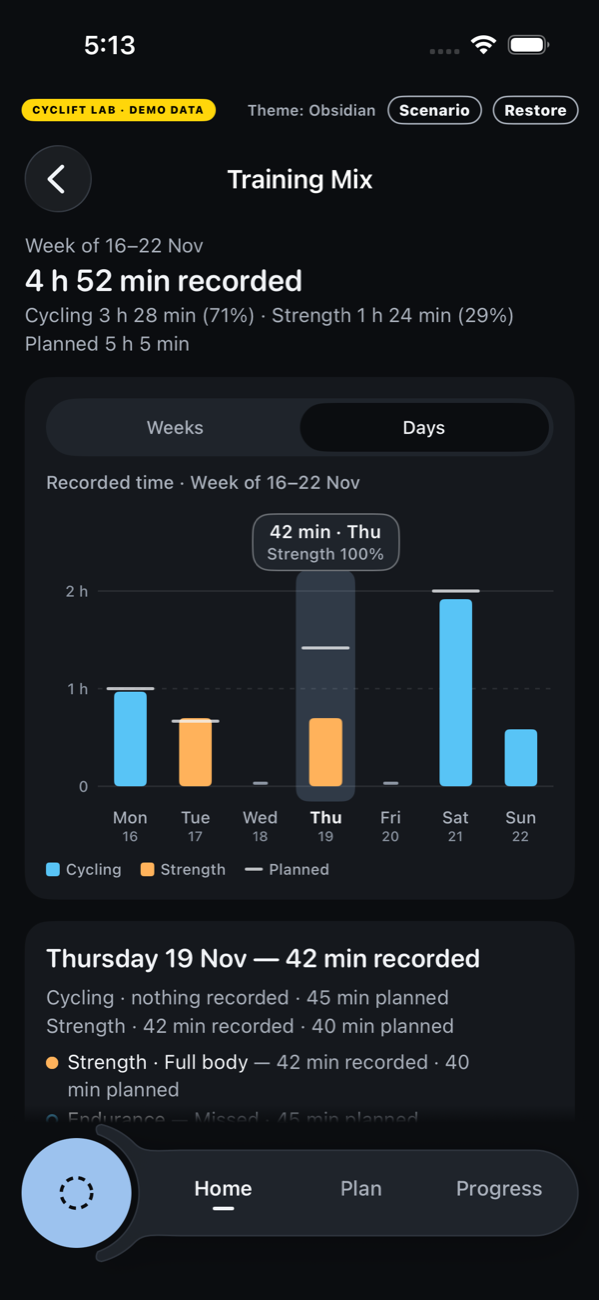 5:13
CYCLIFT LAB · DEMO DATA
Theme: Obsidian
Scenario
Restore
Training Mix
Week of 16–22 Nov
4 h 52 min recorded
Cycling 3 h 28 min (71%) · Strength 1 h 24 min (29%)
Planned 5 h 5 min
Weeks
Days
Recorded time · Week of 16–22 Nov
42 min · Thu
Strength 100%
2 h
1 h
0
Mon Tue Wed Thu Fri Sat Sun
16 17 18 19 20 21 22
Cycling Strength Planned
Thursday 19 Nov — 42 min recorded
Cycling · nothing recorded · 45 min planned
Strength · 42 min recorded · 40 min planned
Strength · Full body — 42 min recorded · 40
min planned
Endurance — Missed · 45 min planned
Home
Plan
Progress